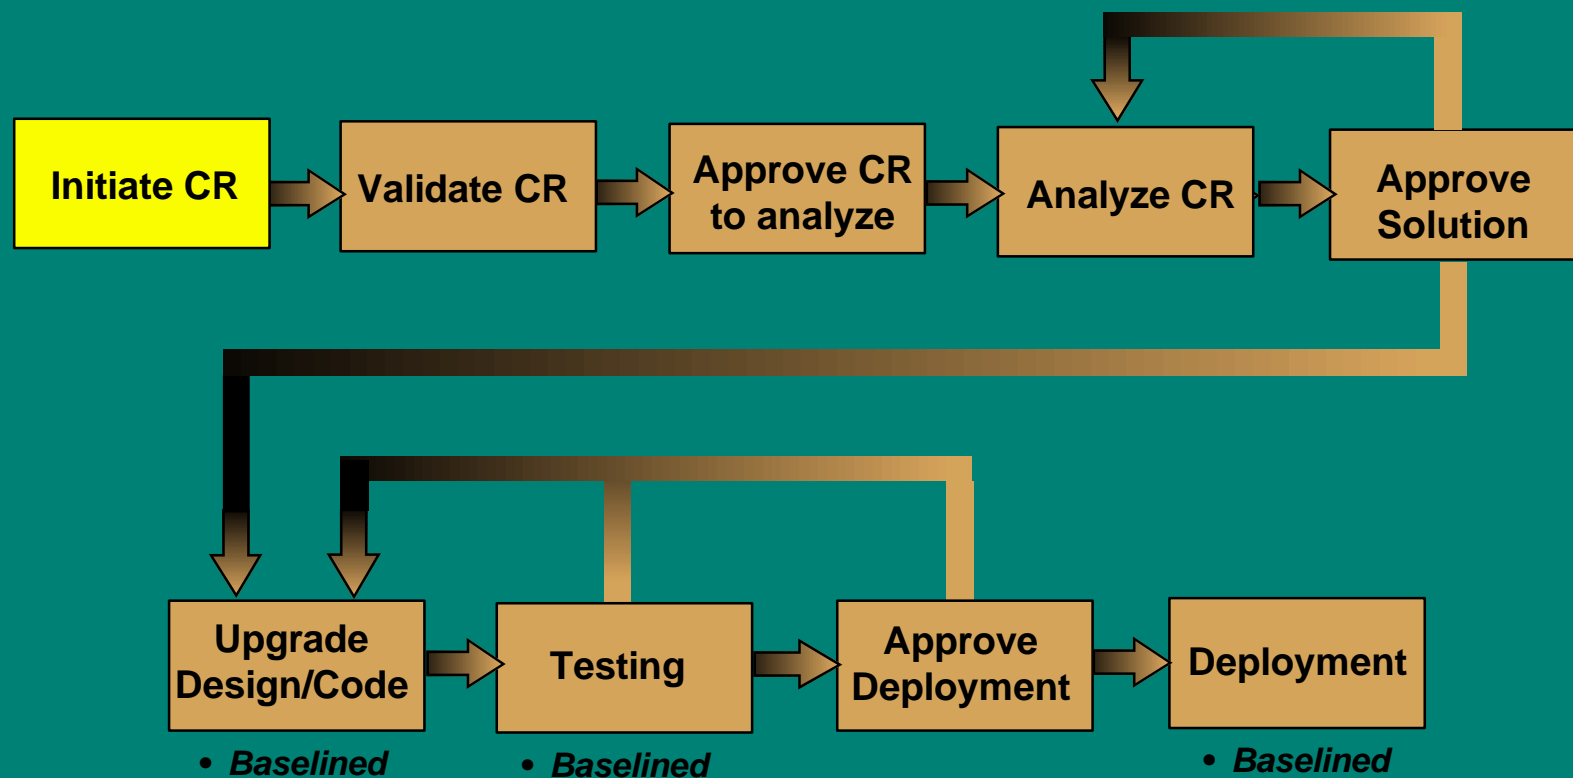 Initiate CR
Validate CR
Approve CR
to analyze
Analyze CR
Approve
Solution
Upgrade
Design/Code
Testing
Approve
Deployment
Deployment
• Baselined
• Baselined
• Baselined